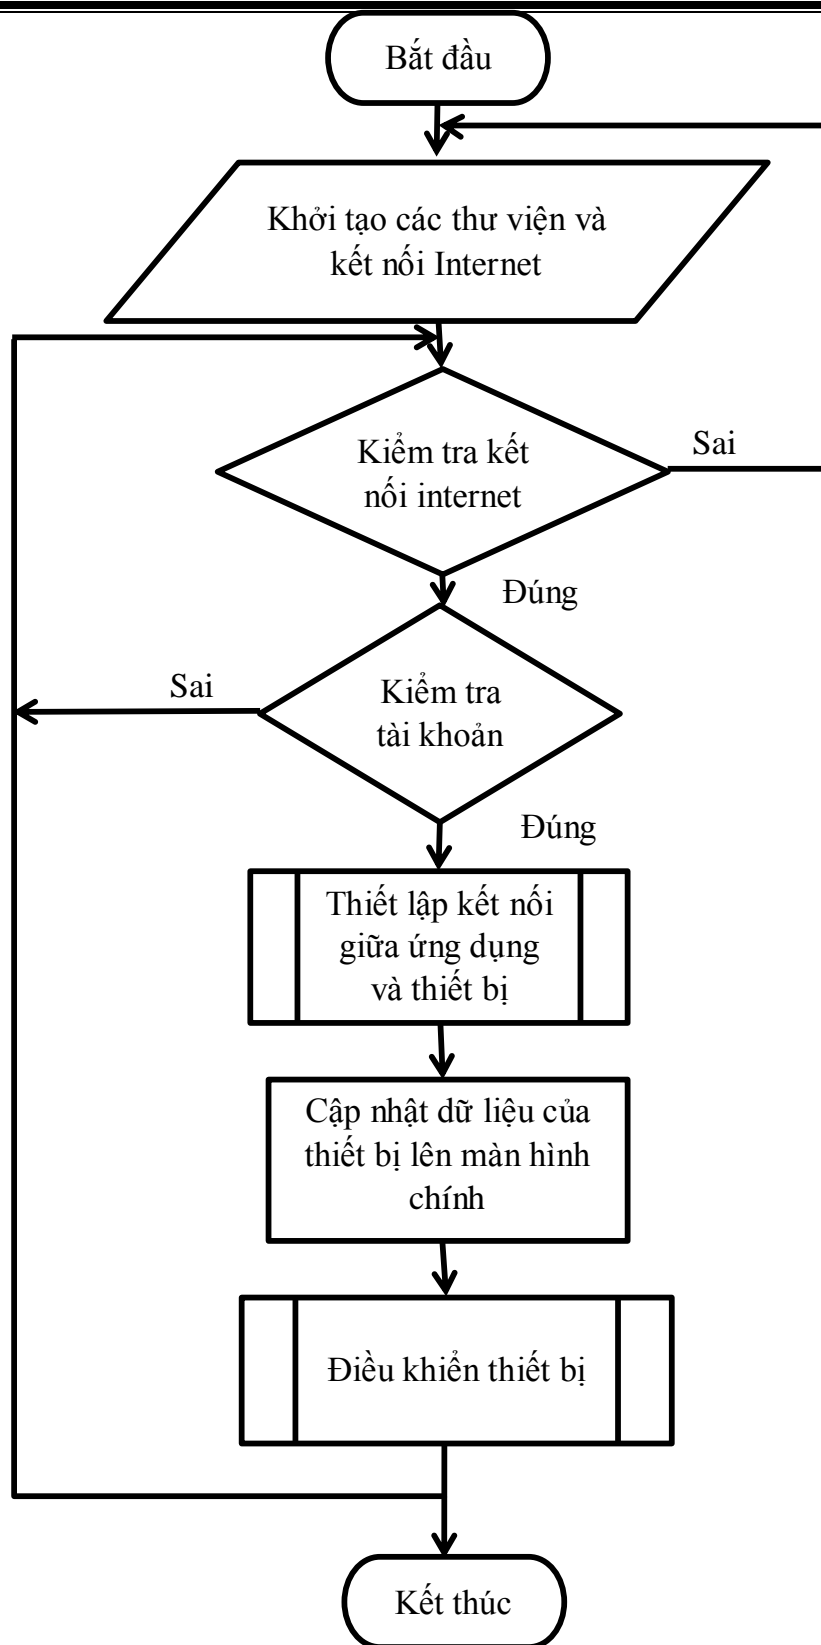 Bắt đầu
Khởi tạo các thư viện và
kết nối Internet
Kiểm tra kết
nối internet
Sai
Đúng
Sai
Kiểm tra
tài khoản
Đúng
Thiết lập kết nối
giữa ứng dụng
và thiết bị
Cập nhật dữ liệu của
thiết bị lên màn hình
chính
Điều khiển thiết bị
Kết thúc